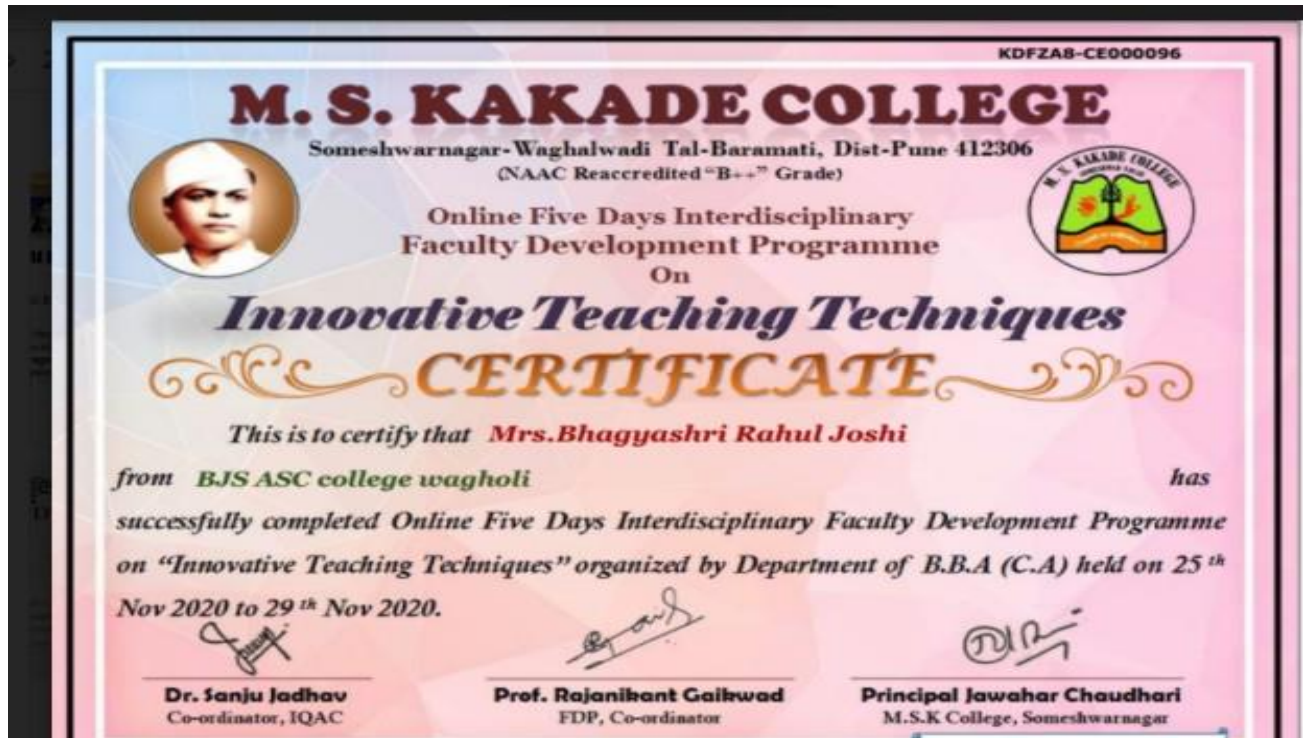 KDFZA8-CE000096
M. S. KAKADE COLLEGE
Someshwarnagar-Waghalwadi Tal-Baramati, Dist-Pune 412306
(NAAC Reaccredited "B++" Grade)
M. S. KAKADE COLLEGE
Online Five Days Interdisciplinary
Faculty Development Programme
On
Innovative Teaching Techniques
CERTIFICATE
This is to certify that Mrs.Bhagyashri Rahul Joshi
from BJS ASC college wagholi has
successfully completed Online Five Days Interdisciplinary Faculty Development Programme
on "Innovative Teaching Techniques" organized by Department of B.B.A (C.A) held on 25 th
Nov 2020 to 29 th Nov 2020.
Dr. Sanju Jadhav Prof. Rajanikant Gaikwad Principal Jawahar Chaudhari
Co-ordinator, IQAC FDP, Co-ordinator M.S.K College, Someshwarnagar